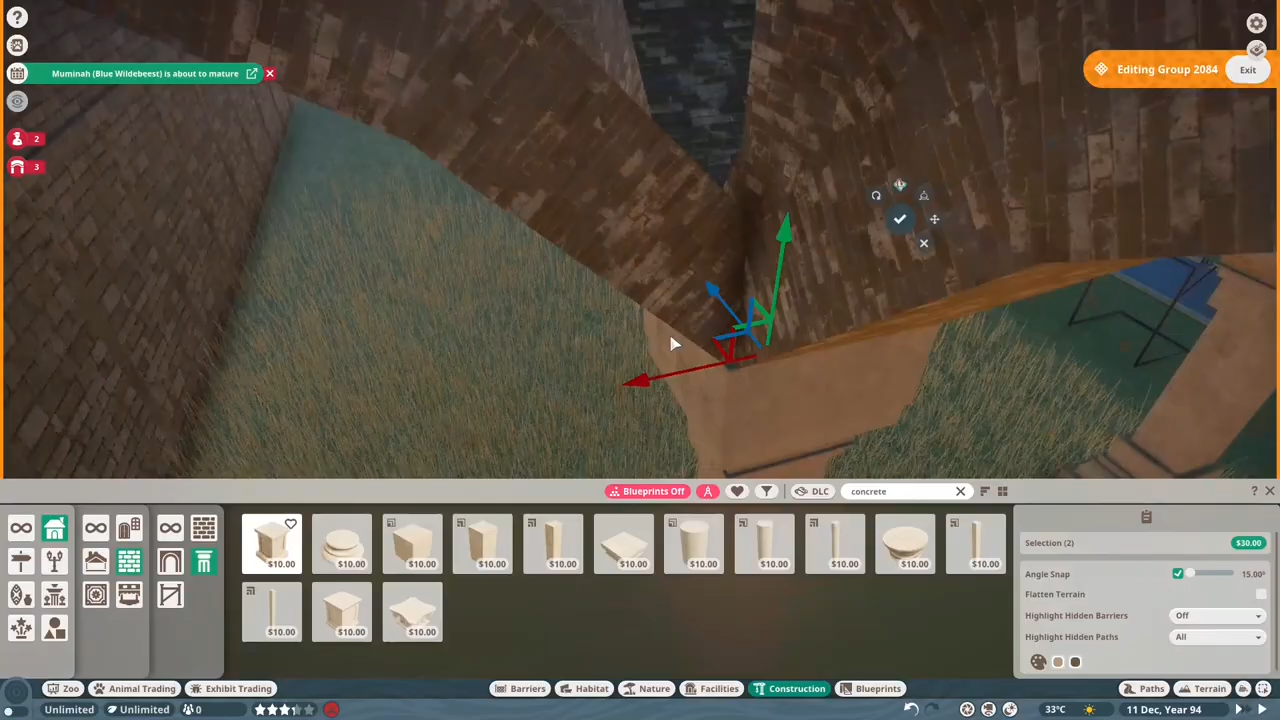 Muminah (Blue Wildebeest) is about to mature
Editing Group 2084
Exit
2
3
Blueprints Off
DLC
concrete
?
$10.00 $10.00 $10.00 $10.00 $10.00 $10.00 $10.00 $10.00 $10.00 $10.00 $10.00
$10.00 $10.00 $10.00
Selection (2) $30.00
Angle Snap 15.00°
Flatten Terrain
Highlight Hidden Barriers Off
Highlight Hidden Paths All
Zoo Animal Trading Exhibit Trading Barriers Habitat Nature Facilities Construction Blueprints Paths Terrain
Unlimited Unlimited 0 33°C 11 Dec, Year 94